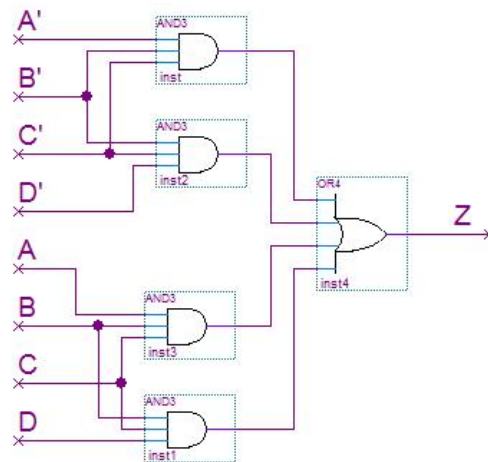 A'
AND3
inst
B'
C'
AND3
inst2
D'
OR4
Z
inst4
A
AND3
B
inst3
C
AND3
D
inst1